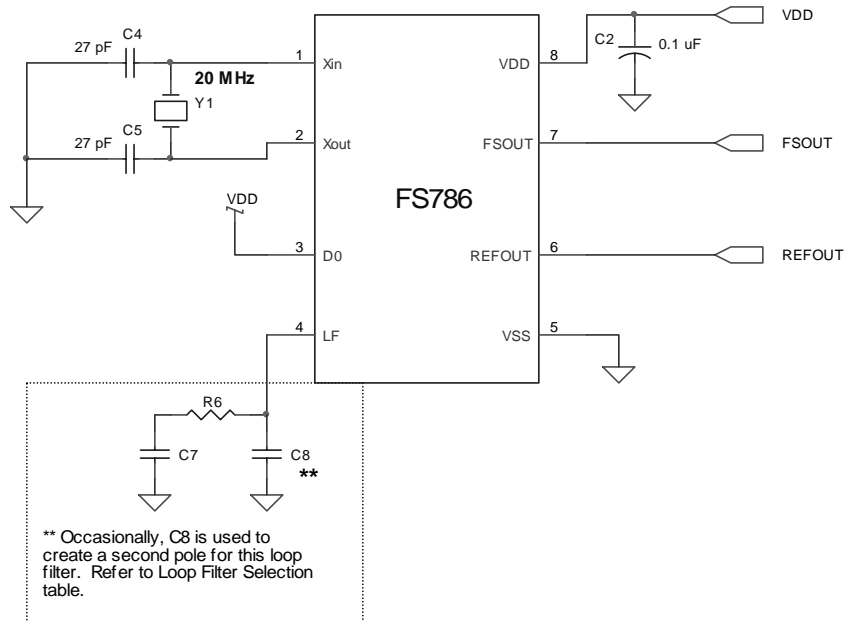 C4
27 pF
20 MHz
Y1
C5
27 pF
VDD
1 Xin
2 Xout
3 D0
4 LF
FS786
VDD 8
FSOUT 7
REFOUT 6
VSS 5
C2 0.1 uF
VDD
FSOUT
REFOUT
R6
C7
C8
**
** Occasionally, C8 is used to
create a second pole for this loop
filter. Refer to Loop Filter Selection
table.